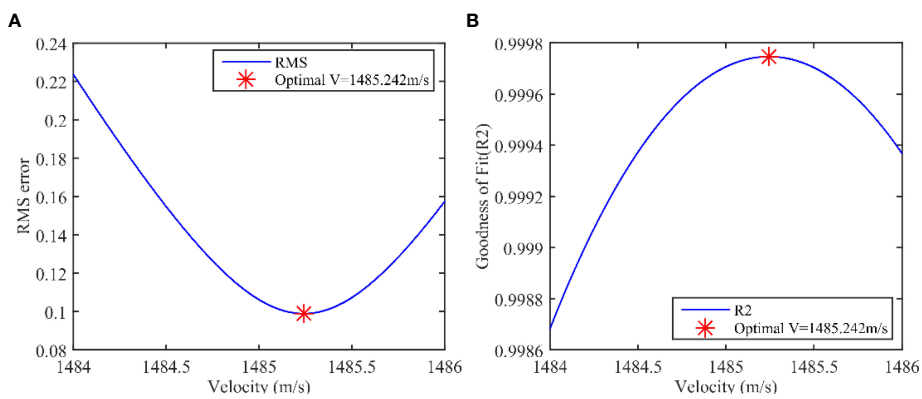 A
RMS error
0.24
0.22
0.2
0.18
0.16
0.14
0.12
0.1
0.08
RMS
Optimal V=1485.242m/s
1484 1484.5 1485 1485.5 1486
Velocity (m/s)
B
Goodness of Fit(R2)
0.9998
0.9996
0.9994
0.9992
0.999
0.9988
0.9986
R2
Optimal V=1485.242m/s
1484 1484.5 1485 1485.5 1486
Velocity (m/s)